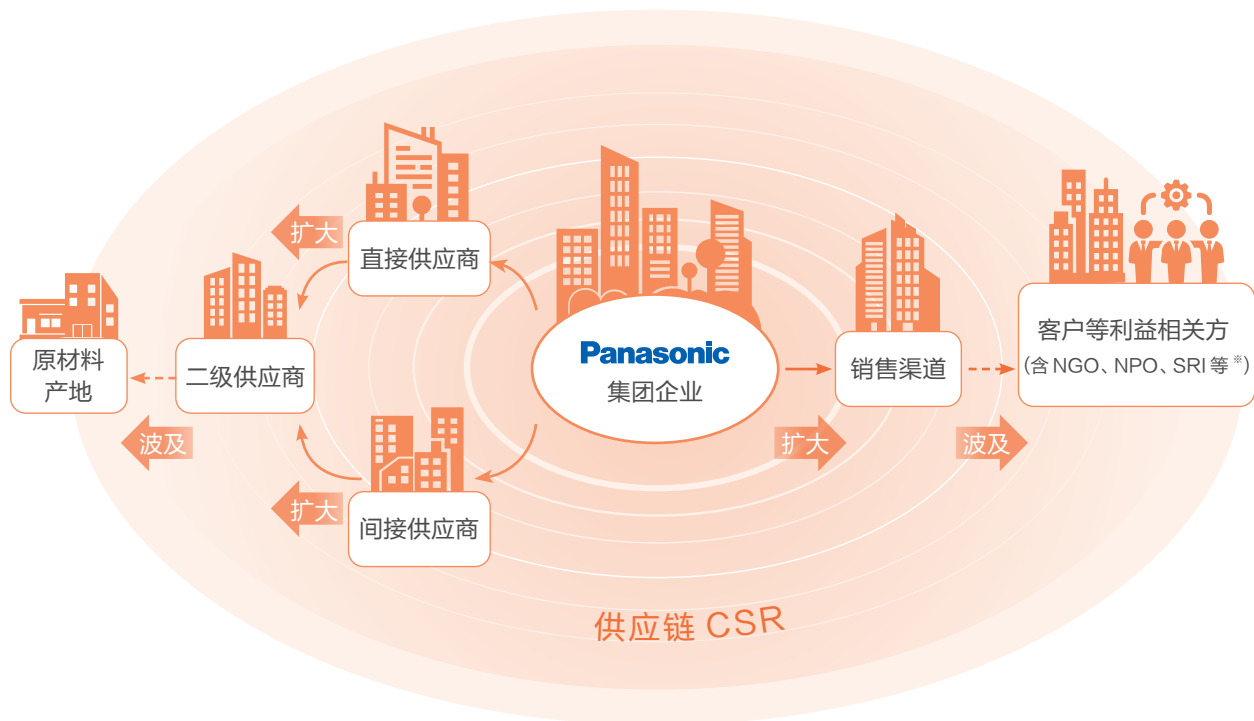 扩大
直接供应商
原材料
产地
二级供应商
波及
扩大
间接供应商
Panasonic
集团企业
扩大
销售渠道
波及
客户等利益相关方
(含 NGO、NPO、SRI 等※)
供应链 CSR